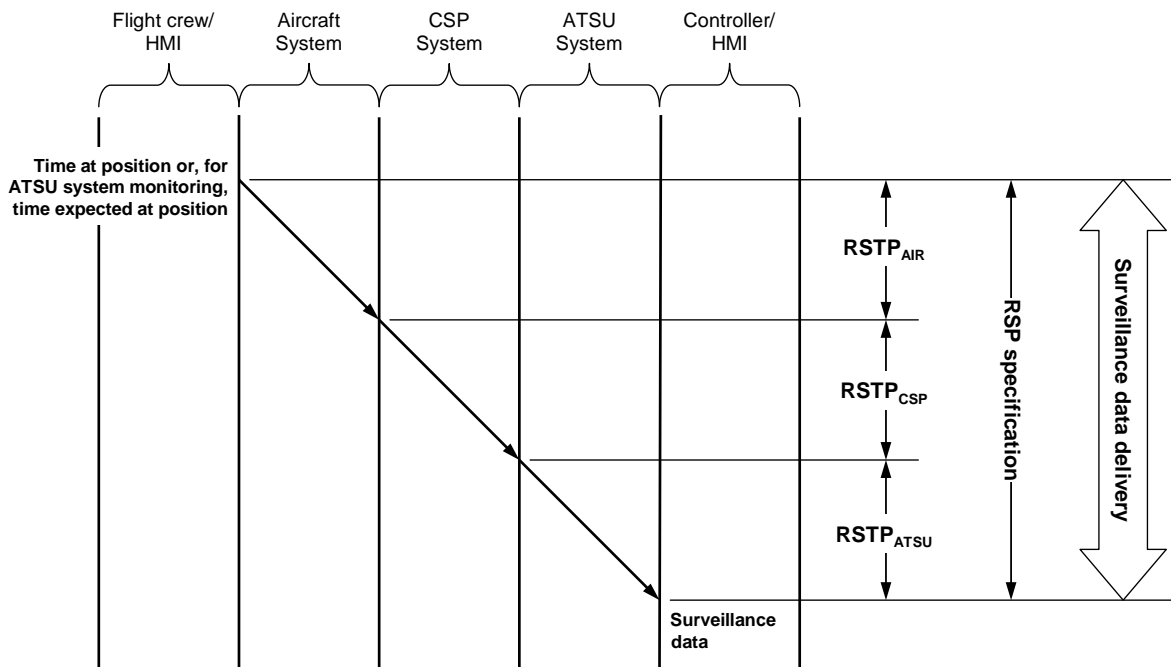 Flight crew/
HMI
Aircraft
System
CSP
System
ATSU
System
Controller/
HMI
Time at position or, for
ATSU system monitoring,
time expected at position
RSTPAIR
RSTPCSP
RSTPATSU
RSP specification
Surveillance data delivery
Surveillance
data